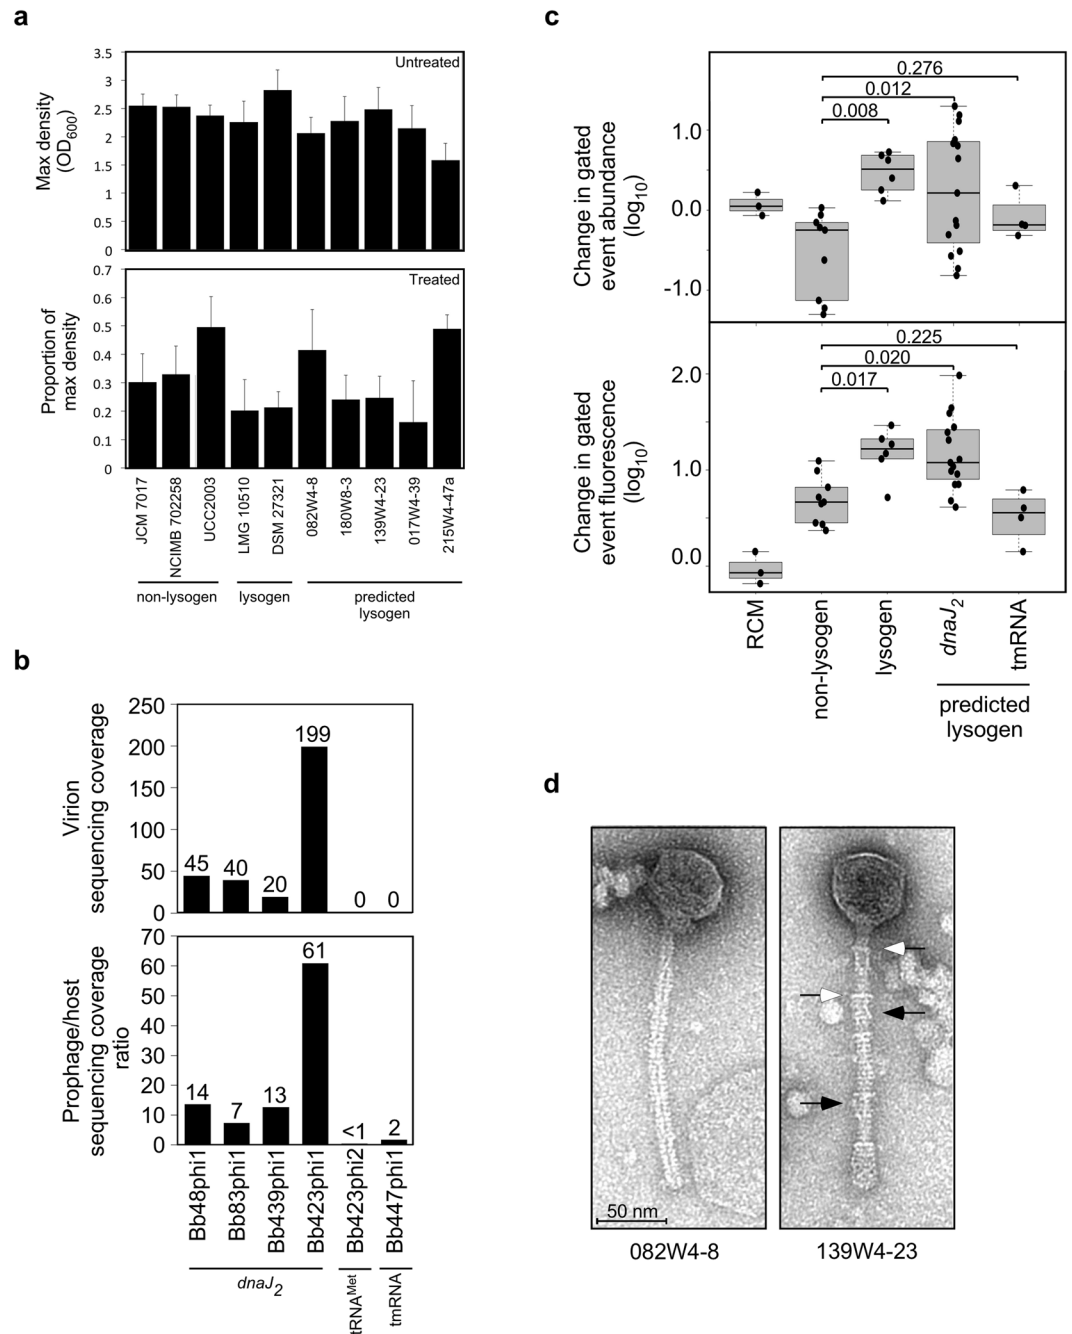 a
Max density
(OD600)
3.5
3
2.5
2
1.5
1
0.5
0
Untreated
Proportion of
max density
0.7
0.6
0.5
0.4
0.3
0.2
0.1
0
Treated
JCM 7017
NCIMB 702258
UCC2003
LMG 10510
DSM 27321
082W4-8
180W8-3
139W4-23
017W4-39
215W4-47a
non-lysogen
lysogen
predicted
lysogen
b
Virion
sequencing coverage
250
200
150
100
50
0
45
40
20
199
0
0
Prophage/host
sequencing coverage
ratio
70
60
50
40
30
20
10
0
14
7
13
61
<1
2
Bb48phi1
Bb83phi1
Bb439phi1
Bb423phi1
Bb423phi2
Bb447phi1
dnaJ2
tRNAMet
tmRNA
c
Change in gated
event abundance
(log10)
1.0
0.0
-1.0
0.276
0.012
0.008
Change in gated
event fluorescence
(log10)
2.0
1.0
0.0
0.225
0.020
0.017
RCM
non-lysogen
lysogen
dnaJ2
tmRNA
predicted
lysogen
d
50 nm
082W4-8
139W4-23